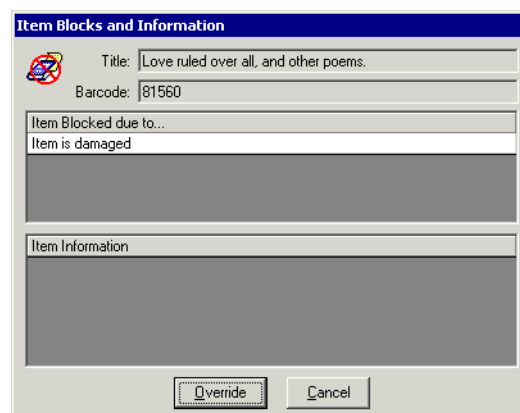 Item Blocks and Information
Title: Love ruled over all, and other poems.
Barcode: 81560
Item Blocked due to...
Item is damaged
Item Information
Override Cancel